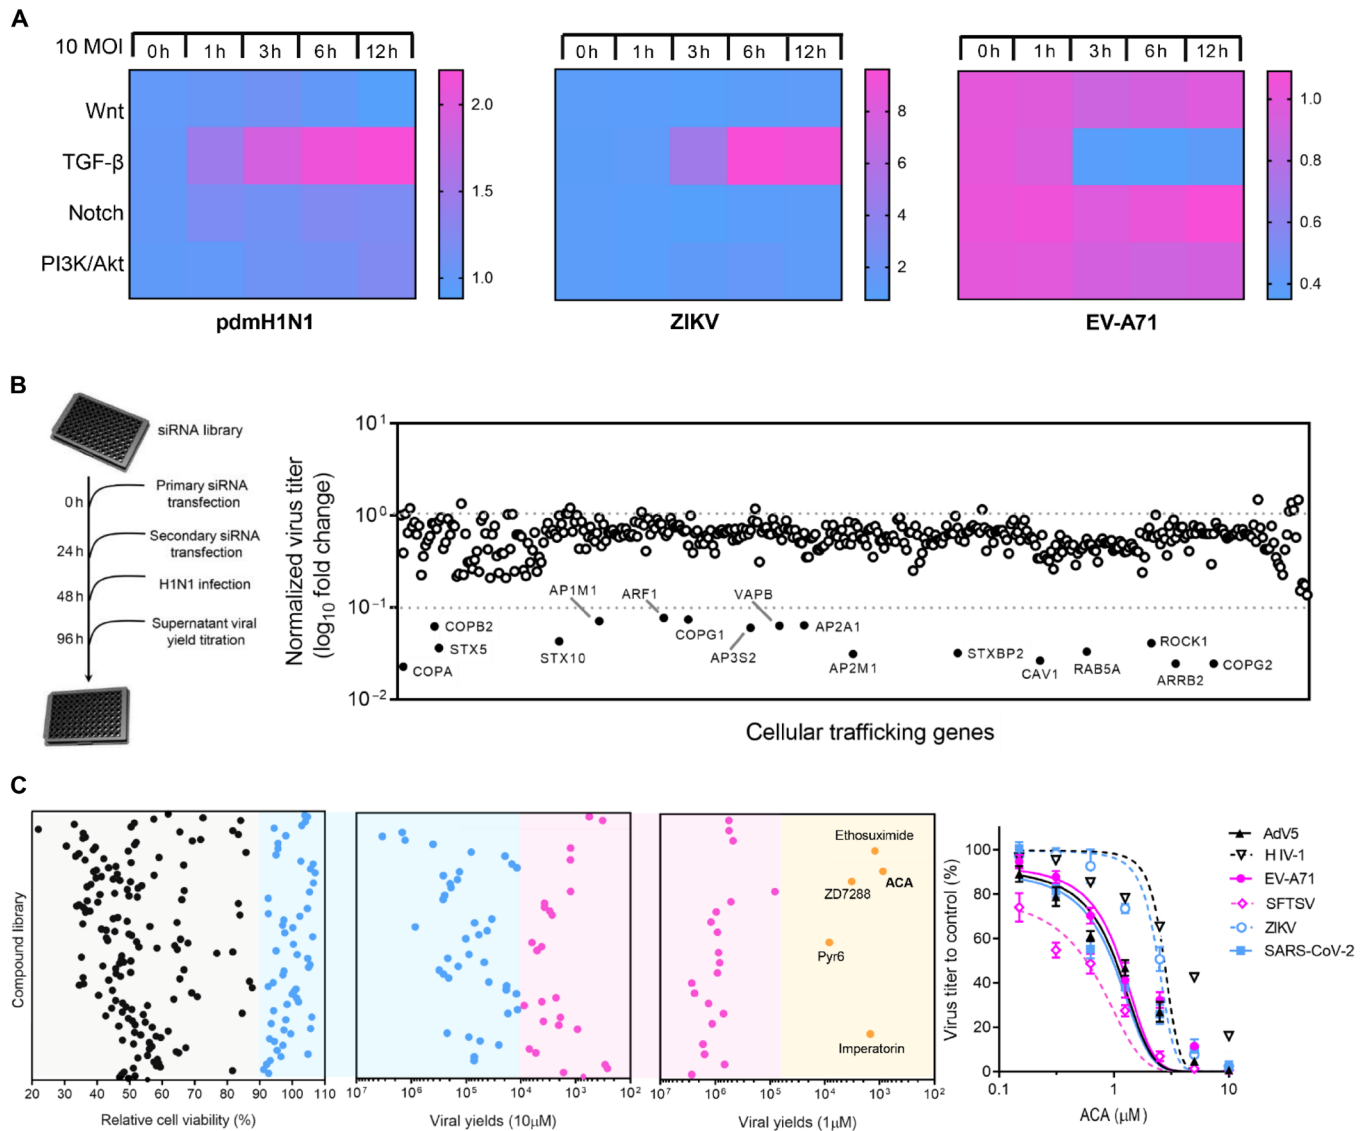 A
10 MOI
0h 1h 3h 6h 12h
0h 1h 3h 6h 12h
0h 1h 3h 6h 12h
Wnt
TGF-β
Notch
PI3K/Akt
2.0
1.5
1.0
8
6
4
2
1.0
0.8
0.6
0.4
pdmH1N1
ZIKV
EV-A71
B
siRNA library
0 h
Primary siRNA
transfection
24 h
Secondary siRNA
transfection
48 h
H1N1 infection
96 h
Supernatant viral
yield titration
Normalized virus titer
(log10 fold change)
10¹
10⁰
10⁻¹
10⁻²
COPB2
STX5
COPA
AP1M1
STX10
ARF1
COPG1
VAPB
AP3S2
AP2A1
AP2M1
STXBP2
CAV1
RAB5A
ROCK1
ARRB2
COPG2
Cellular trafficking genes
C
Compound library
20 30 40 50 60 70 80 90 100 110
Relative cell viability (%)
10⁷ 10⁶ 10⁵ 10⁴ 10³ 10²
Viral yields (10μM)
Ethosuximide
ACA
ZD7288
Pyr6
Imperatorin
10⁷ 10⁶ 10⁵ 10⁴ 10³ 10²
Viral yields (1μM)
Virus titer to control (%)
100
80
60
40
20
0
0.1 1 10
ACA (μM)
AdV5
HIV-1
EV-A71
SFTSV
ZIKV
SARS-CoV-2